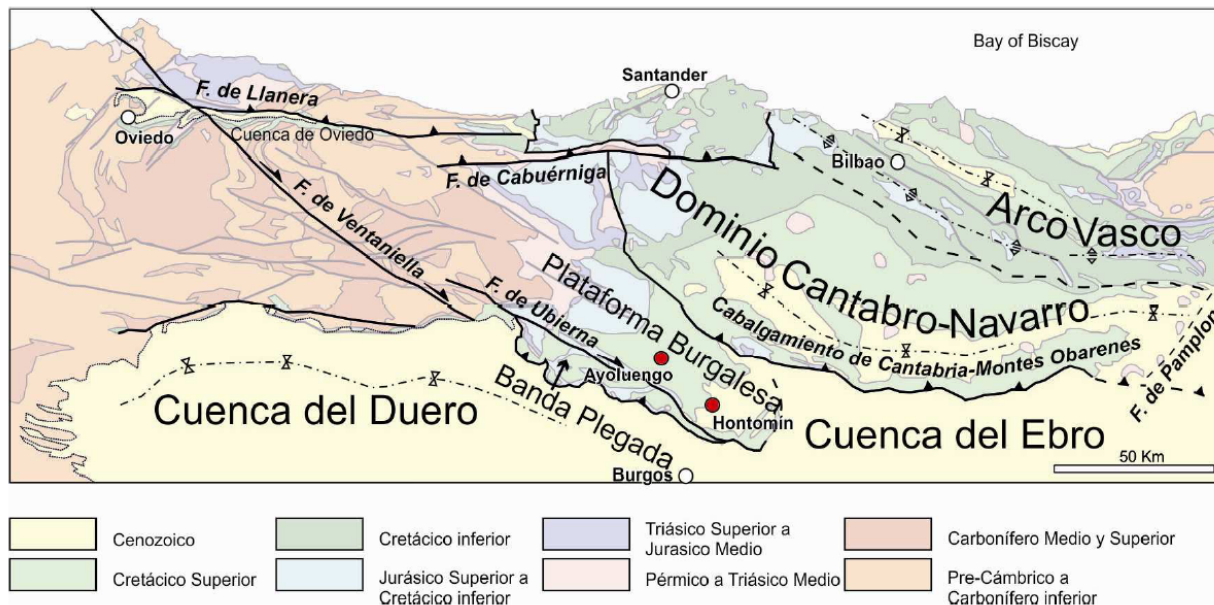 Bay of Biscay
Santander
F. de Llanera
Oviedo
Cuenca de Oviedo
Bilbao
F. de Cabuérniga
Dominio Cantabro-Navarro
Arco Vasco
F. de Ventaniella
Plataforma Burgalesa
F. de Ubierna
Cabalgamiento de Cantabria-Montes Obarenes
F. de Pamplon
Ayoluengo
Banda Plegada
Hontomín
Cuenca del Duero
Cuenca del Ebro
Burgos
50 Km
Cenozoico
Cretácico inferior
Triásico Superior a
Jurasico Medio
Carbonífero Medio y Superior
Cretácico Superior
Jurásico Superior a
Cretácico inferior
Pérmico a Triásico Medio
Pre-Cámbrico a
Carbonífero inferior